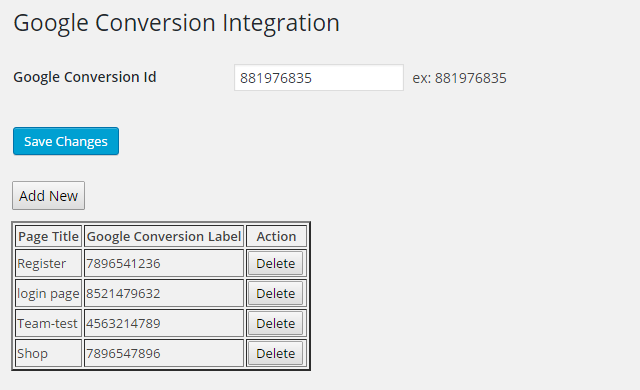 Google Conversion Integration
Google Conversion Id 881976835 ex: 881976835
Save Changes
Add New
Page Title Google Conversion Label Action
Register 7896541236 Delete
login page 8521479632 Delete
Team-test 4563214789 Delete
Shop 7896547896 Delete